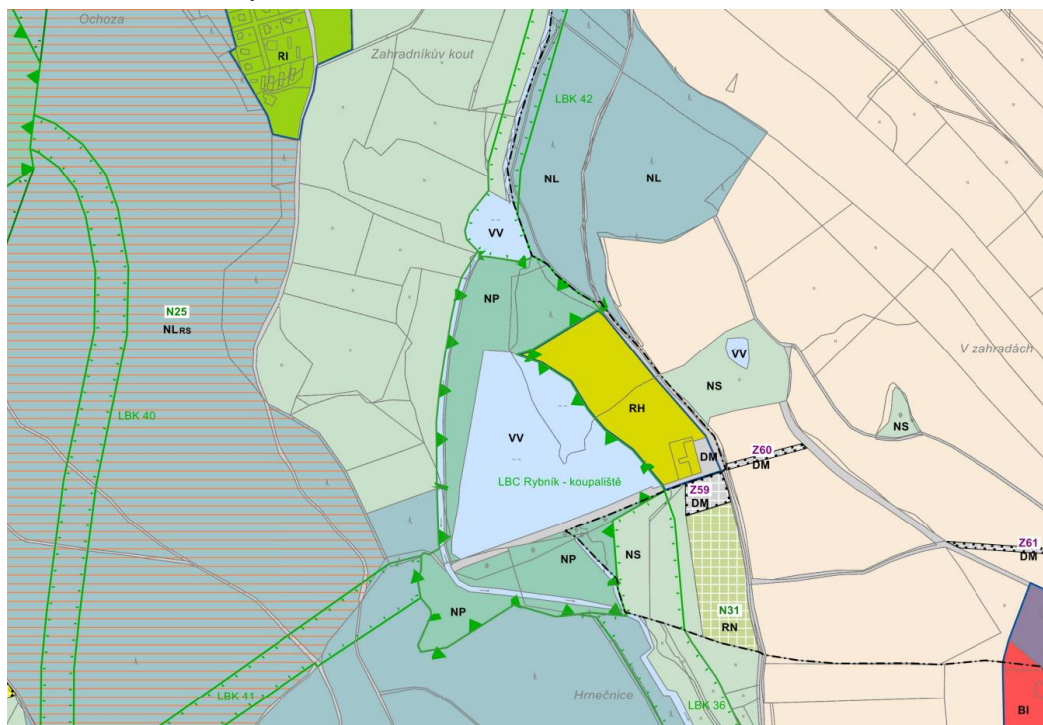 Ochoza
RI
Zahradníkův kout
LBK 42
NL
NL
VV
NP
N25
NLRS
V zahradách
VV
NS
NS
LBK 40
RH
VV
DM
Z60
DM
LBC Rybník - koupaliště
Z59
DM
Z61
DM
NP
NS
NP
N31
RN
Hrnečnice
LBK 41
LBK 36
BI